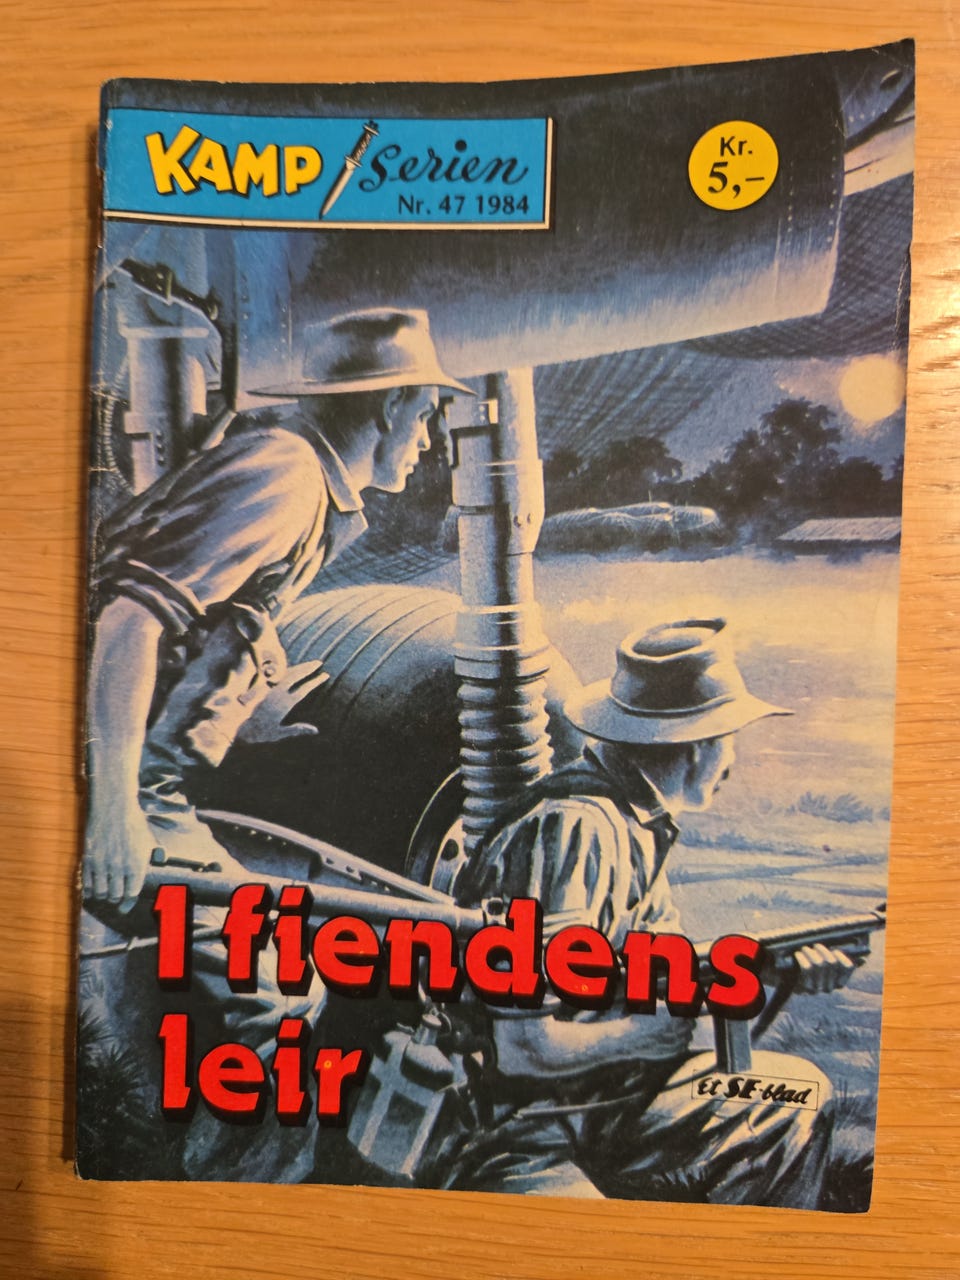 KAMP serien
Nr. 47 1984
Kr.
5,-
I fiendens
leir
Et SE-blad